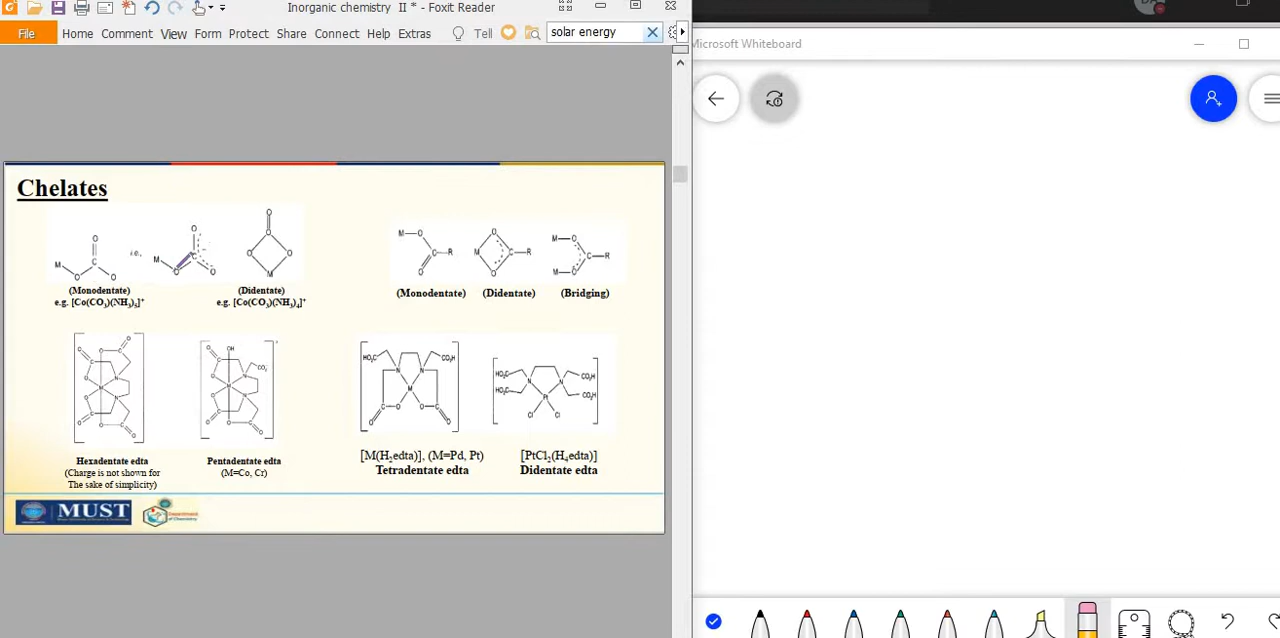 Inorganic chemistry II * - Foxit Reader
File Home Comment View Form Protect Share Connect Help Extras Tell solar energy
Microsoft Whiteboard
Chelates
i.e.,
(Monodentate)
e.g. [Co(CO₃)(NH₃)₅]⁺
(Didentate)
e.g. [Co(CO₃)(NH₃)₄]⁺
(Monodentate) (Didentate) (Bridging)
Hexadentate edta
(Charge is not shown for
The sake of simplicity)
Pentadentate edta
(M=Co, Cr)
[M(H₂edta)], (M=Pd, Pt)
Tetradentate edta
[PtCl₂(H₄edta)]
Didentate edta
MUST